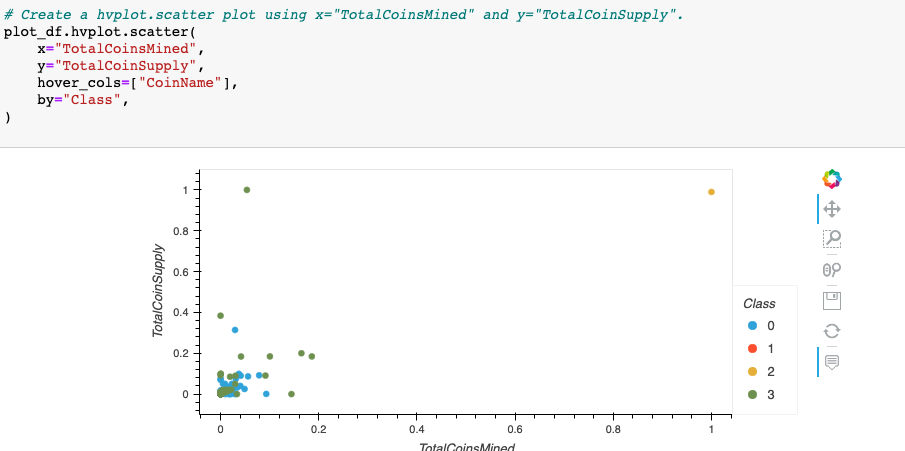 # Create a hvplot.scatter plot using x="TotalCoinsMined" and y="TotalCoinSupply".
plot_df.hvplot.scatter(
    x="TotalCoinsMined",
    y="TotalCoinSupply",
    hover_cols=["CoinName"],
    by="Class",
)
1
0.8
0.6
0.4
0.2
0
TotalCoinSupply
0 0.2 0.4 0.6 0.8 1
TotalCoinsMined
Class
0
1
2
3